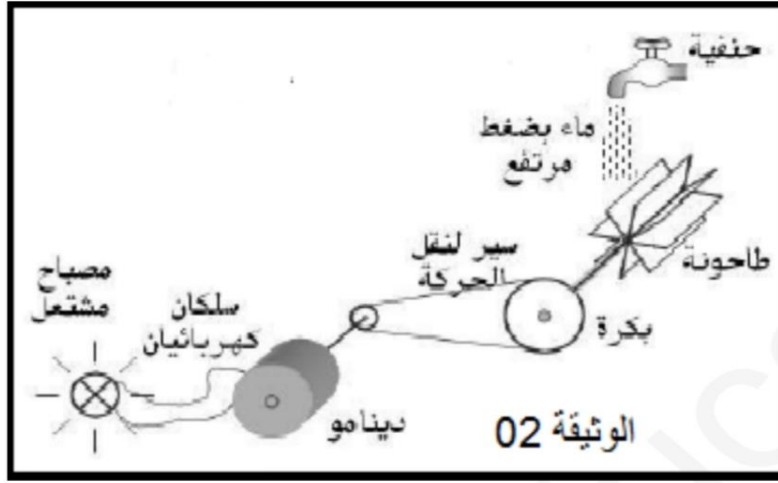 حنفية
ماء بضغط
مرتفع
طاحونة
سير لنقل
الحركة
بكرة
مصباح
مشتعل
سلكان
كهربائيان
دينامو
الوثيقة 02